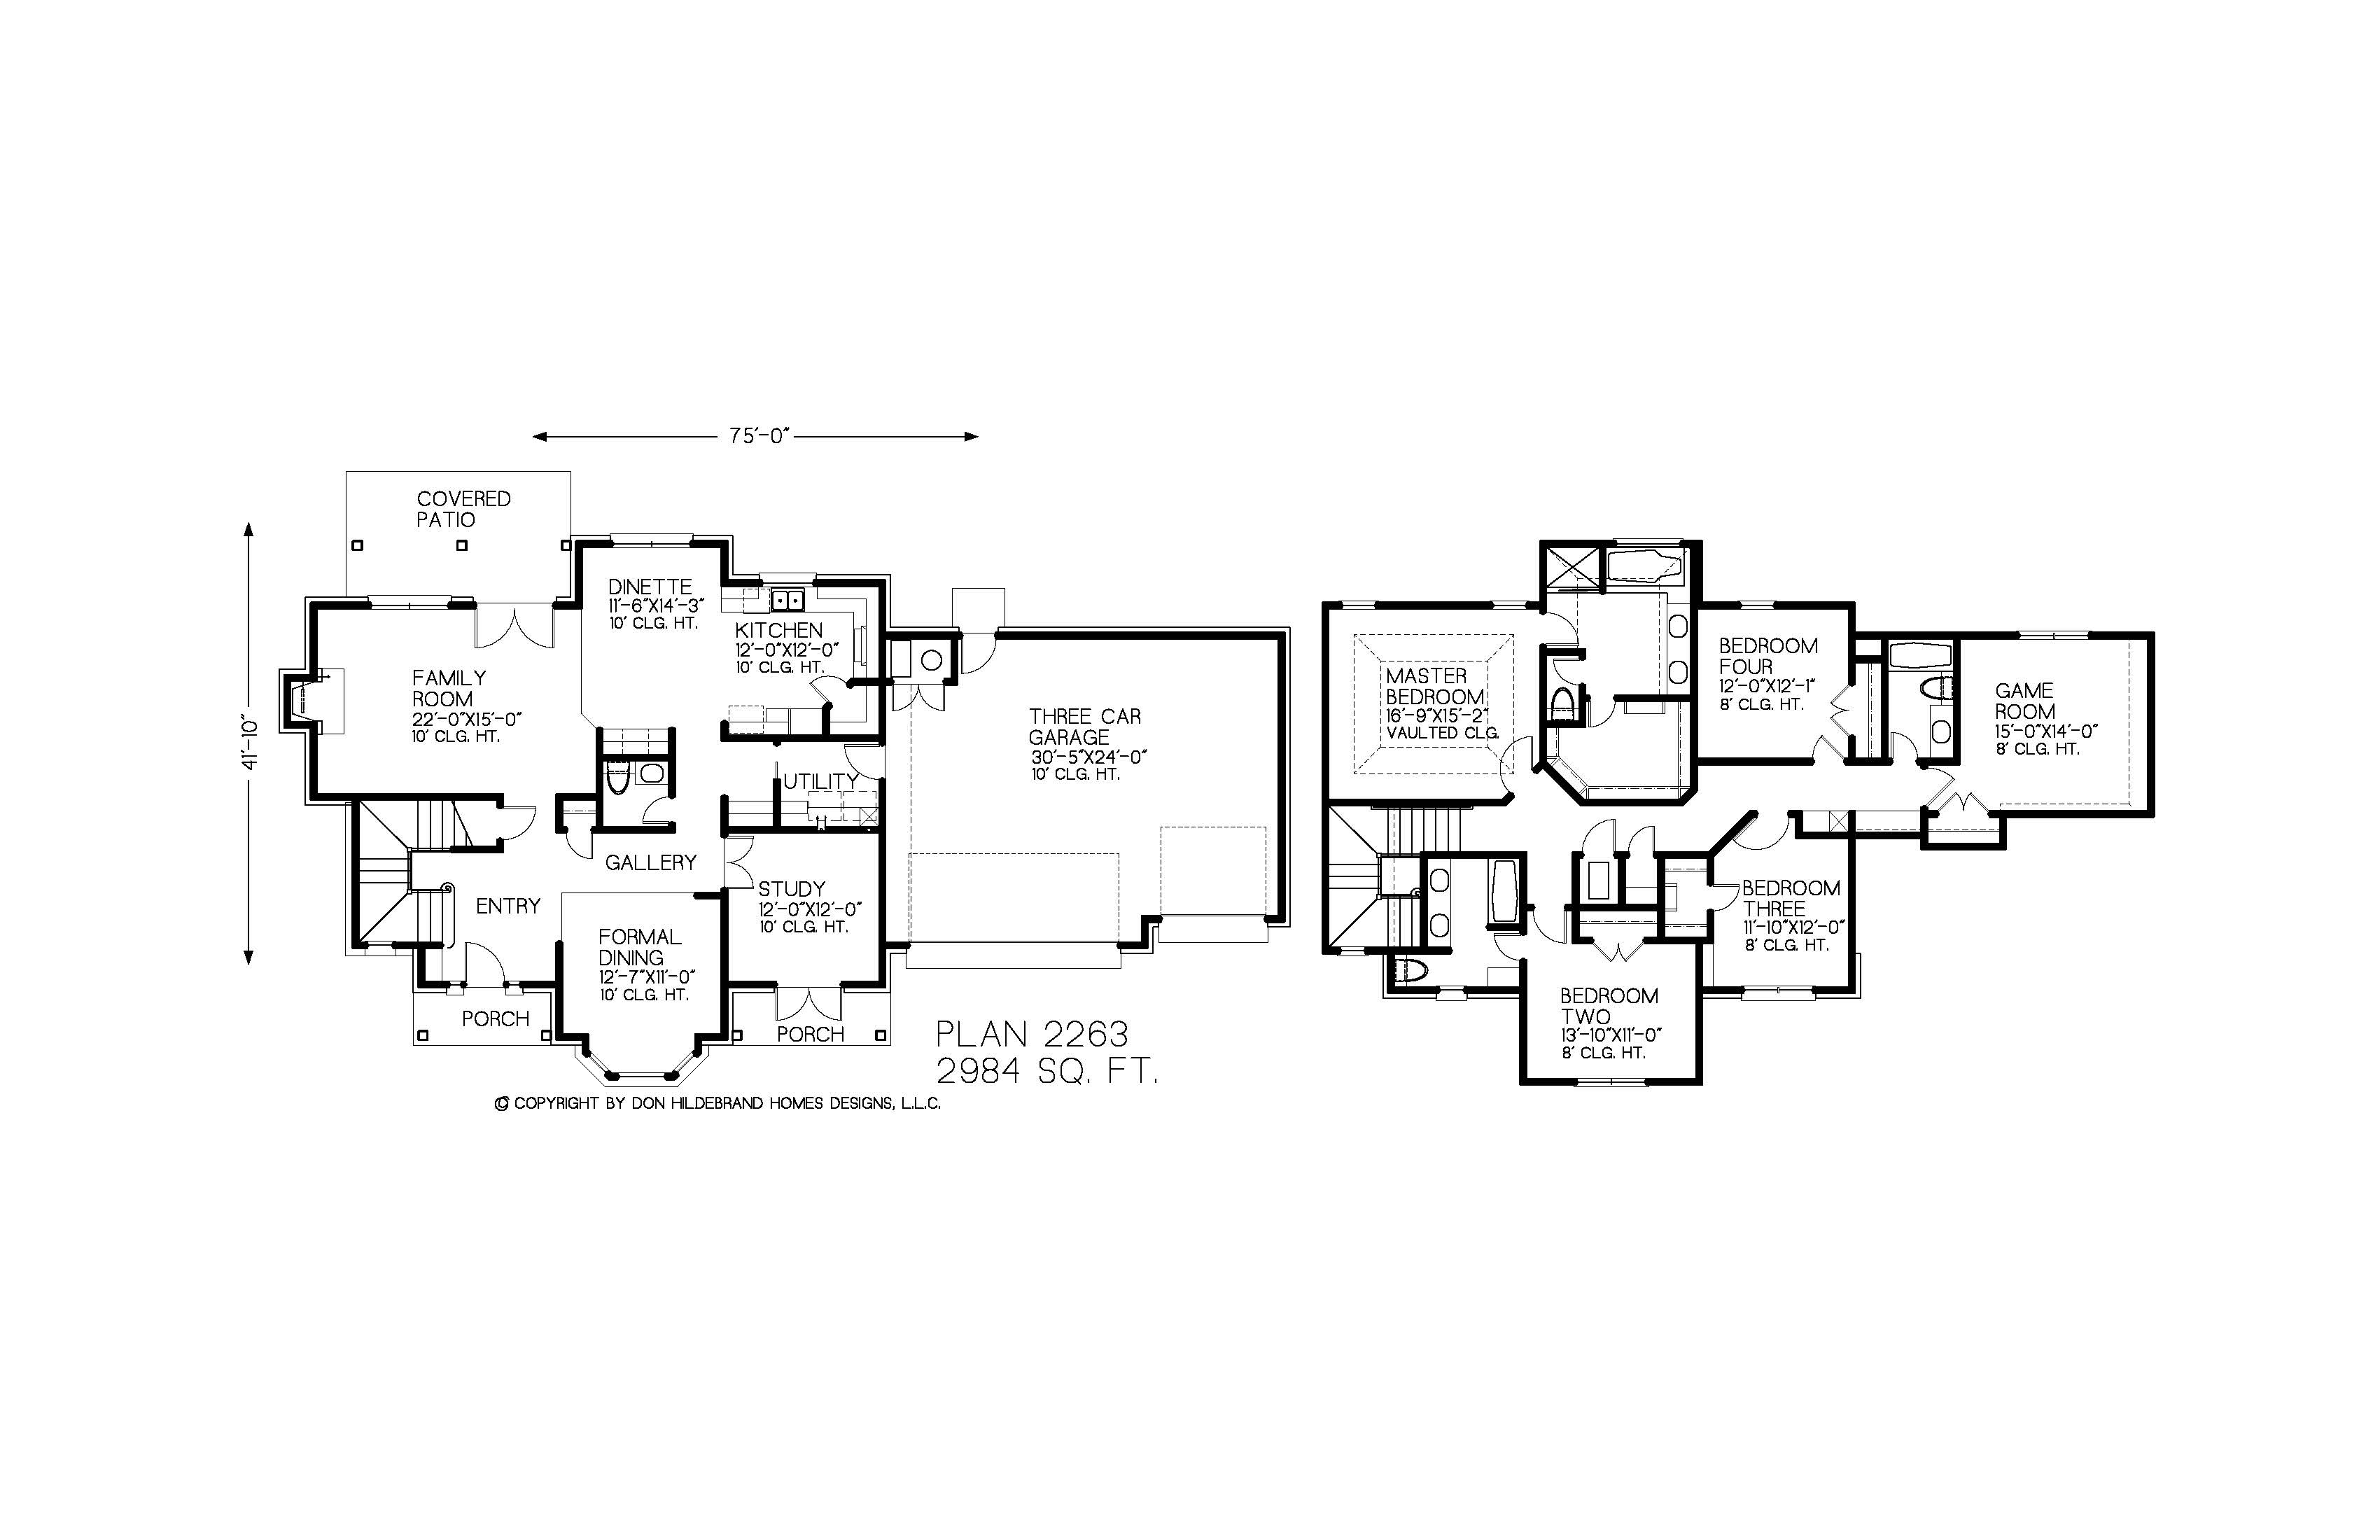 75'-0"
41'-10"
COVERED
PATIO
DINETTE
11'-6"X14'-3"
10' CLG. HT.
KITCHEN
12'-0"X12'-0"
10' CLG. HT.
FAMILY
ROOM
22'-0"X15'-0"
10' CLG. HT.
THREE CAR
GARAGE
30'-5"X24'-0"
10' CLG. HT.
UTILITY
GALLERY
ENTRY
STUDY
12'-0"X12'-0"
10' CLG. HT.
FORMAL
DINING
12'-7"X11'-0"
10' CLG. HT.
PORCH
PORCH
PLAN 2263
2984 SQ. FT.
© COPYRIGHT BY DON HILDEBRAND HOMES DESIGNS, L.L.C.
MASTER
BEDROOM
16'-9"X15'-2"
VAULTED CLG.
BEDROOM
FOUR
12'-0"X12'-1"
8' CLG. HT.
GAME
ROOM
15'-0"X14'-0"
8' CLG. HT.
BEDROOM
THREE
11'-10"X12'-0"
8' CLG. HT.
BEDROOM
TWO
13'-10"X11'-0"
8' CLG. HT.